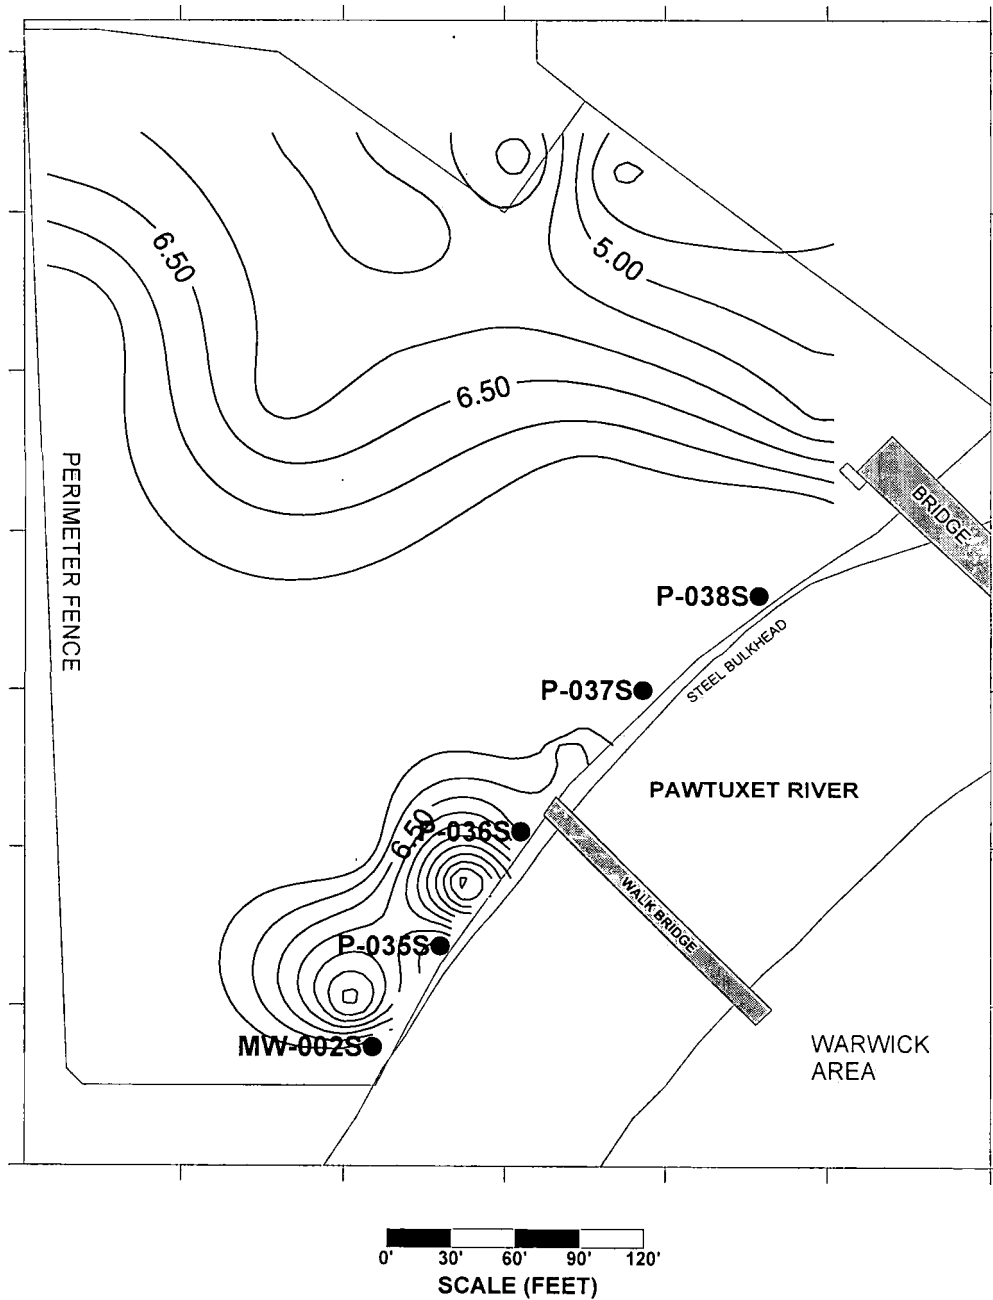 6.50
5.00
6.50
BRIDGE
PERIMETER FENCE
P-038S
STEEL BULKHEAD
P-037S
PAWTUXET RIVER
6.50
P-036S
WALK BRIDGE
P-035S
MW-002S
WARWICK
AREA
0' 30' 60' 90' 120'
SCALE (FEET)